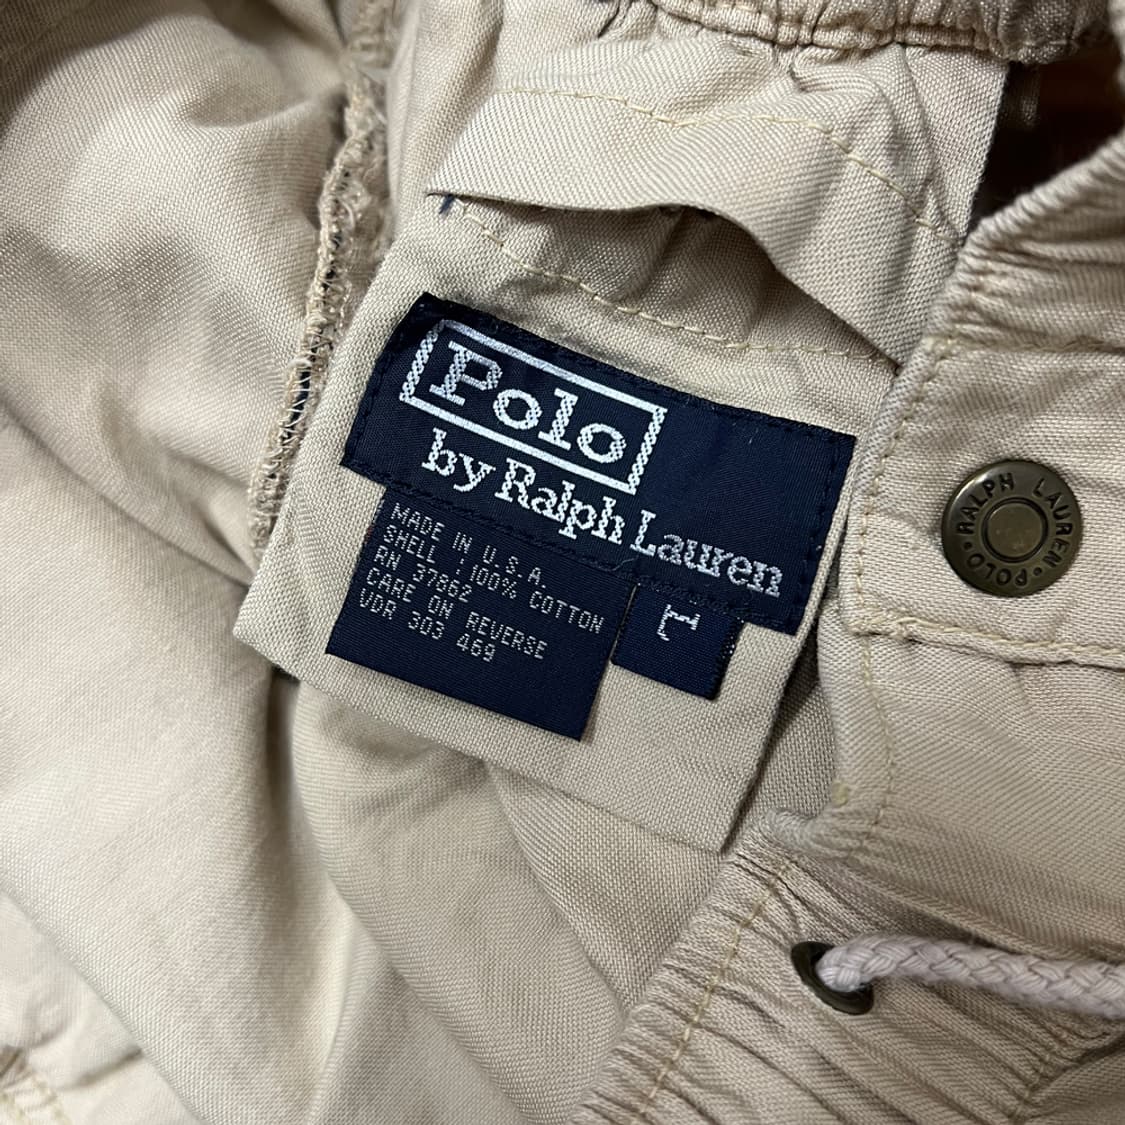 Polo
by Ralph Lauren
MADE IN U.S.A.
SHELL : 100% COTTON
RN 37862
CARE ON REVERSE
VDR 303 469
L
RALPH LAUREN • POLO •